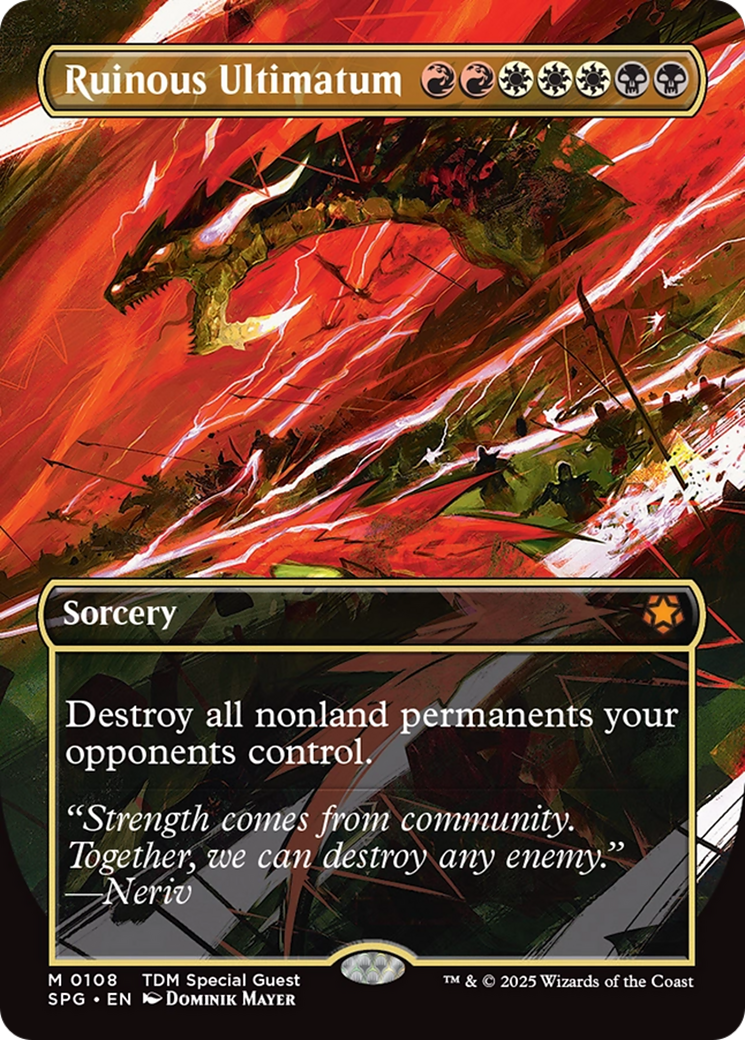 Ruinous Ultimatum
Sorcery
Destroy all nonland permanents your
opponents control.
“Strength comes from community.
Together, we can destroy any enemy.”
—Neriv
M 0108 TDM Special Guest
SPG • EN Dominik Mayer
™ & © 2025 Wizards of the Coast